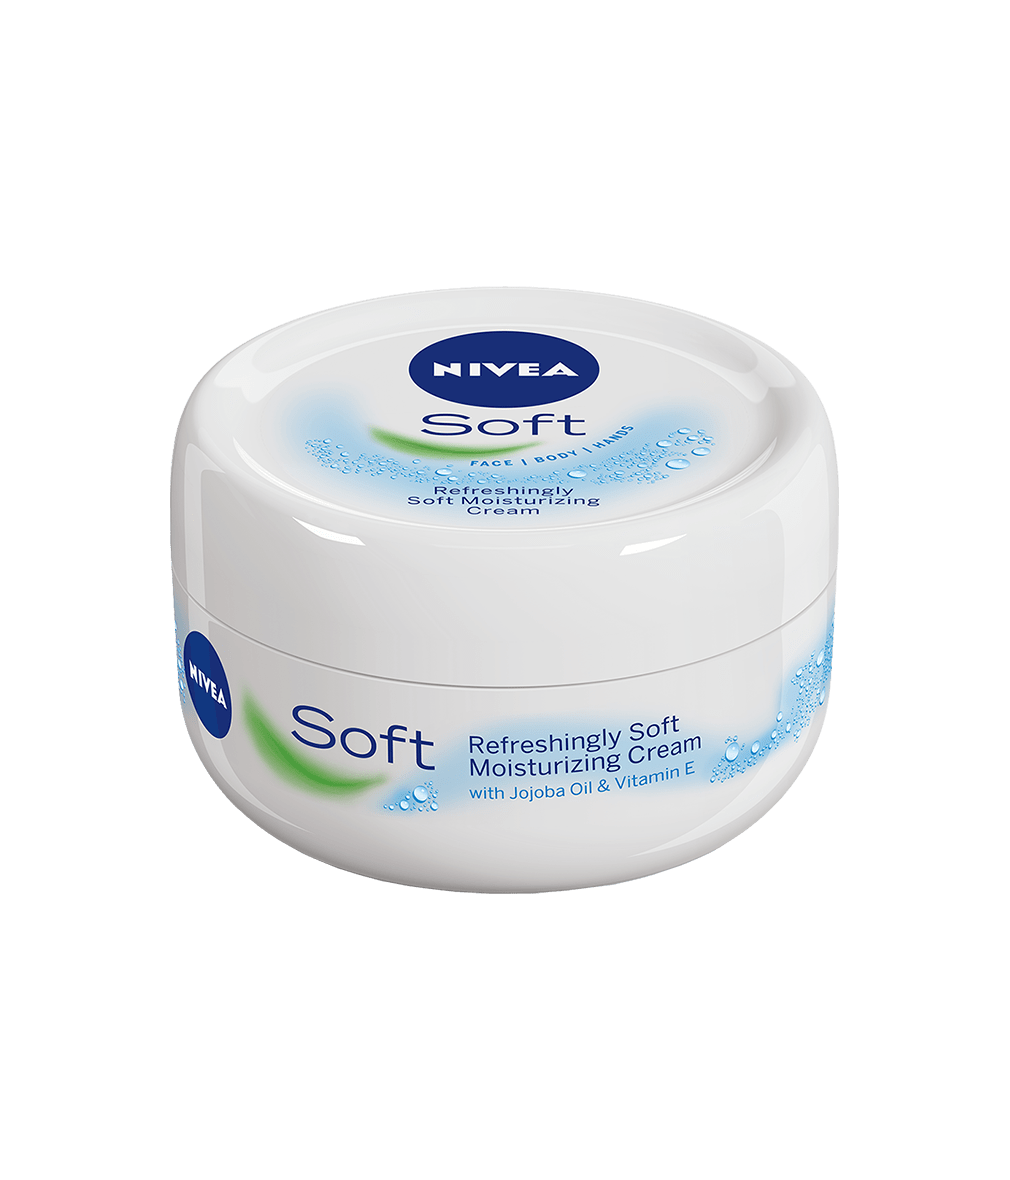 NIVEA
Soft
FACE | BODY | HANDS
Refreshingly
Soft Moisturizing
Cream
NIVEA
Soft
Refreshingly Soft
Moisturizing Cream
with Jojoba Oil & Vitamin E